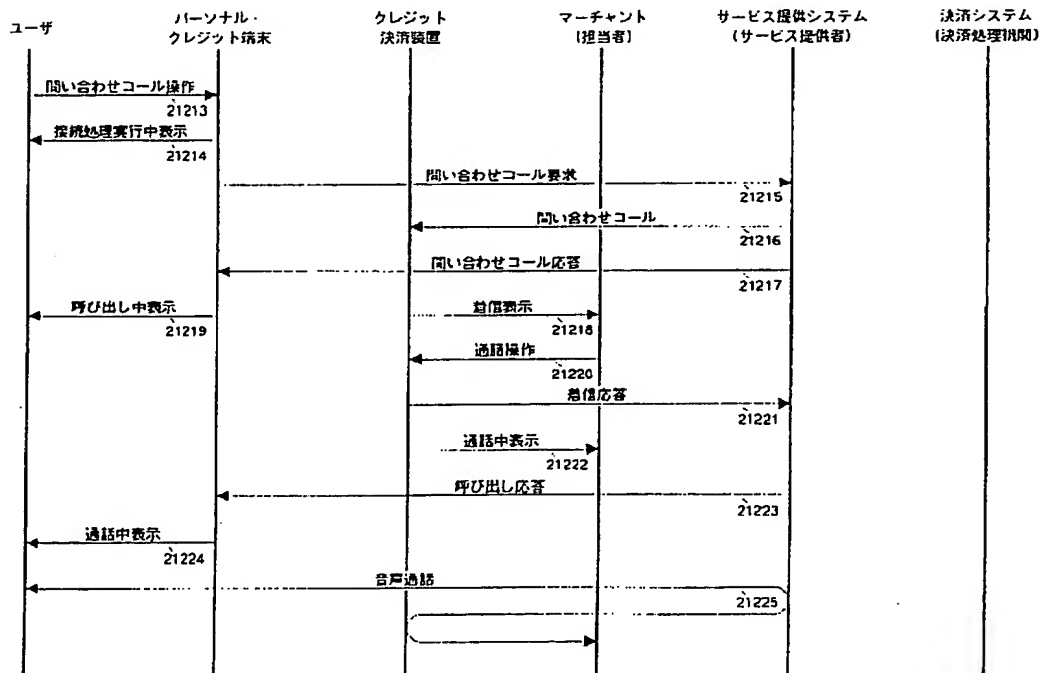 ユーザ
パーソナル・
クレジット端末
クレジット
決済装置
マーチャント
(担当者)
サービス提供システム
(サービス提供者)
決済システム
(決済処理機関)
問い合わせコール操作
21213
接続処理実行中表示
21214
問い合わせコール要求
21215
問い合わせコール
21216
問い合わせコール応答
21217
呼び出し中表示
21219
着信表示
21218
通話操作
21220
着信応答
21221
通話中表示
21222
呼び出し応答
21223
通話中表示
21224
音声通話
21225